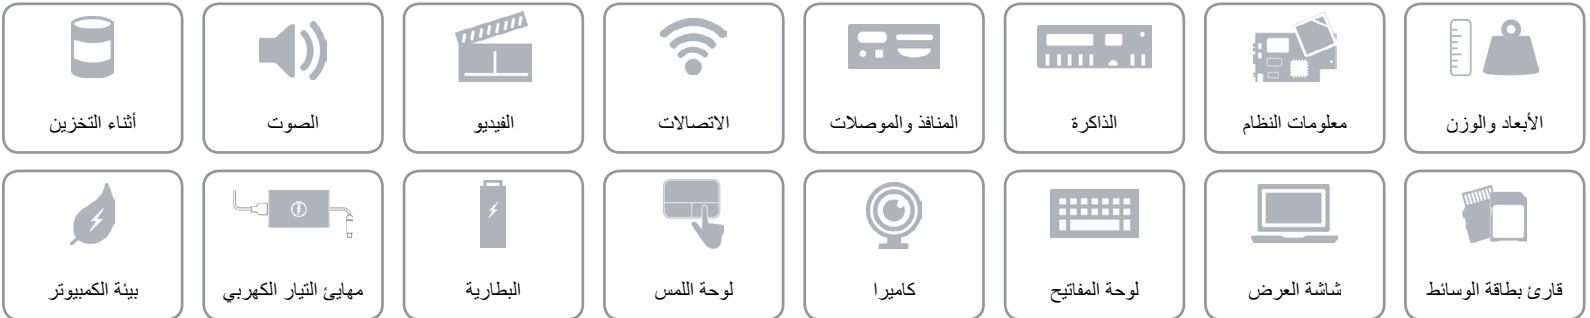 الأبعاد والوزن
معلومات النظام
الذاكرة
المنافذ والموصلات
الاتصالات
الفيديو
الصوت
أثناء التخزين
قارئ بطاقة الوسائط
شاشة العرض
لوحة المفاتيح
كاميرا
لوحة اللمس
البطارية
مهايئ التيار الكهربي
بيئة الكمبيوتر